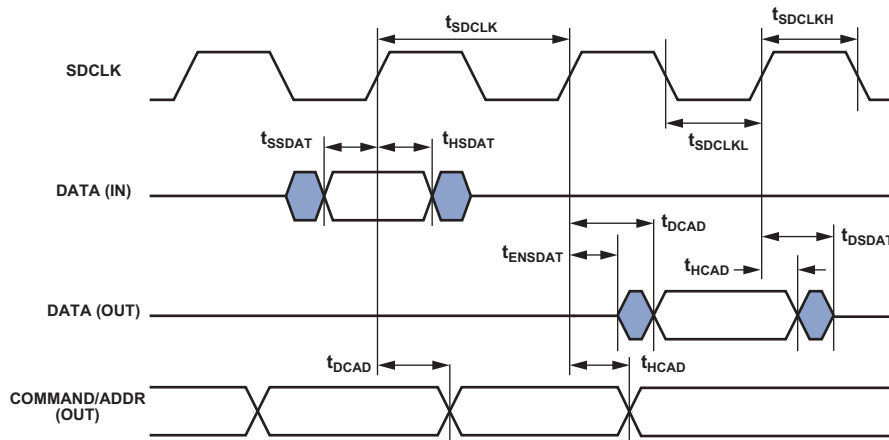 tSDCLK
tSDCLKH
SDCLK
tSSDAT
tHSDAT
tSDCLKL
DATA (IN)
tDCAD
tDSDAT
tENSDAT
tHCAD
DATA (OUT)
tDCAD
tHCAD
COMMAND/ADDR
(OUT)